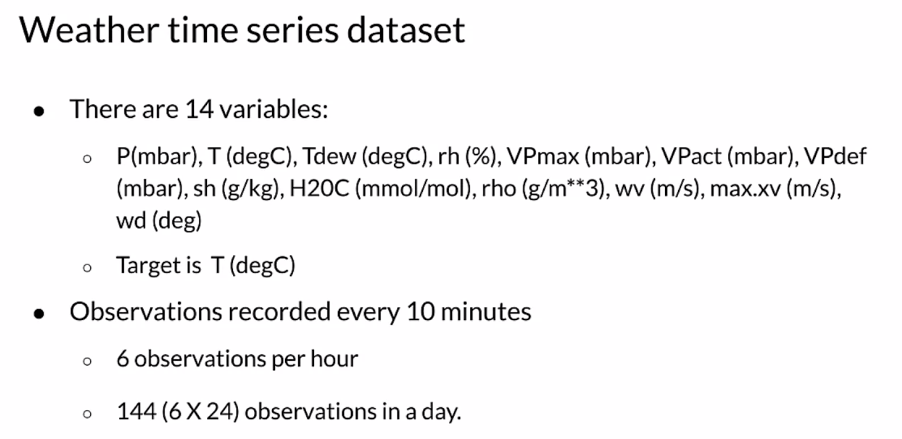 Weather time series dataset
● There are 14 variables:
○ P(mbar), T (degC), Tdew (degC), rh (%), VPmax (mbar), VPact (mbar), VPdef
(mbar), sh (g/kg), H20C (mmol/mol), rho (g/m**3), wv (m/s), max.xv (m/s),
wd (deg)
○ Target is T (degC)
● Observations recorded every 10 minutes
○ 6 observations per hour
○ 144 (6 X 24) observations in a day.